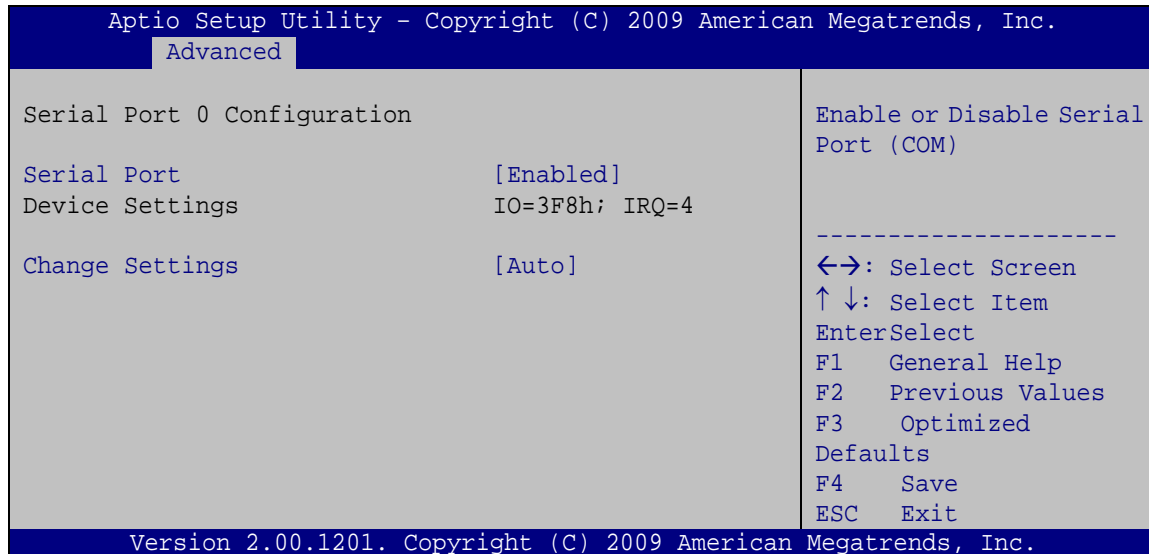 Aptio Setup Utility – Copyright (C) 2009 American Megatrends, Inc.
Advanced
Serial Port 0 Configuration
Serial Port [Enabled]
Device Settings IO=3F8h; IRQ=4
Change Settings [Auto]
Enable or Disable Serial
Port (COM)
---------------------
←→: Select Screen
↑ ↓: Select Item
EnterSelect
F1 General Help
F2 Previous Values
F3 Optimized
Defaults
F4 Save
ESC Exit
Version 2.00.1201. Copyright (C) 2009 American Megatrends, Inc.